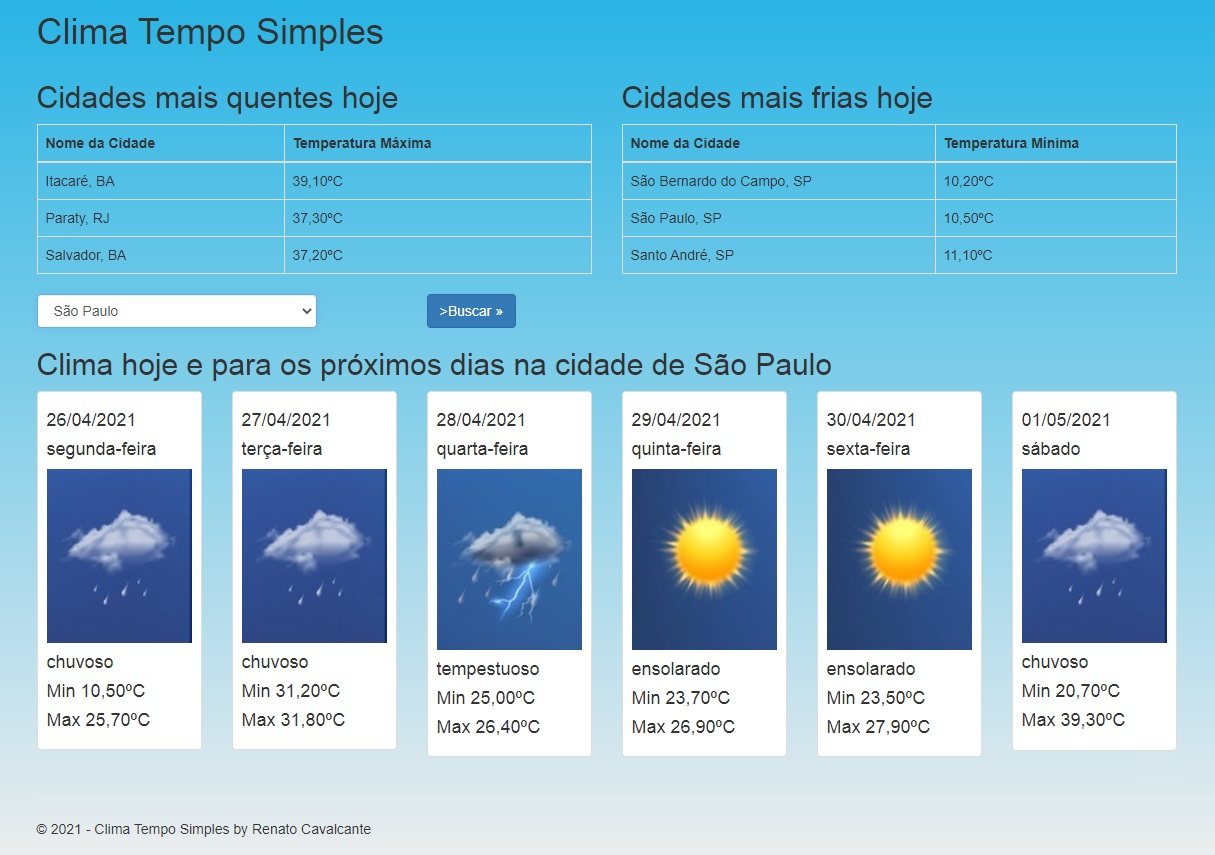 Clima Tempo Simples
Cidades mais quentes hoje
Nome da Cidade Temperatura Máxima
Itacaré, BA 39,10ºC
Paraty, RJ 37,30ºC
Salvador, BA 37,20ºC
Cidades mais frias hoje
Nome da Cidade Temperatura Mínima
São Bernardo do Campo, SP 10,20ºC
São Paulo, SP 10,50ºC
Santo André, SP 11,10ºC
São Paulo
>Buscar »
Clima hoje e para os próximos dias na cidade de São Paulo
26/04/2021
segunda-feira
chuvoso
Min 10,50ºC
Max 25,70ºC
27/04/2021
terça-feira
chuvoso
Min 31,20ºC
Max 31,80ºC
28/04/2021
quarta-feira
tempestuoso
Min 25,00ºC
Max 26,40ºC
29/04/2021
quinta-feira
ensolarado
Min 23,70ºC
Max 26,90ºC
30/04/2021
sexta-feira
ensolarado
Min 23,50ºC
Max 27,90ºC
01/05/2021
sábado
chuvoso
Min 20,70ºC
Max 39,30ºC
© 2021 - Clima Tempo Simples by Renato Cavalcante